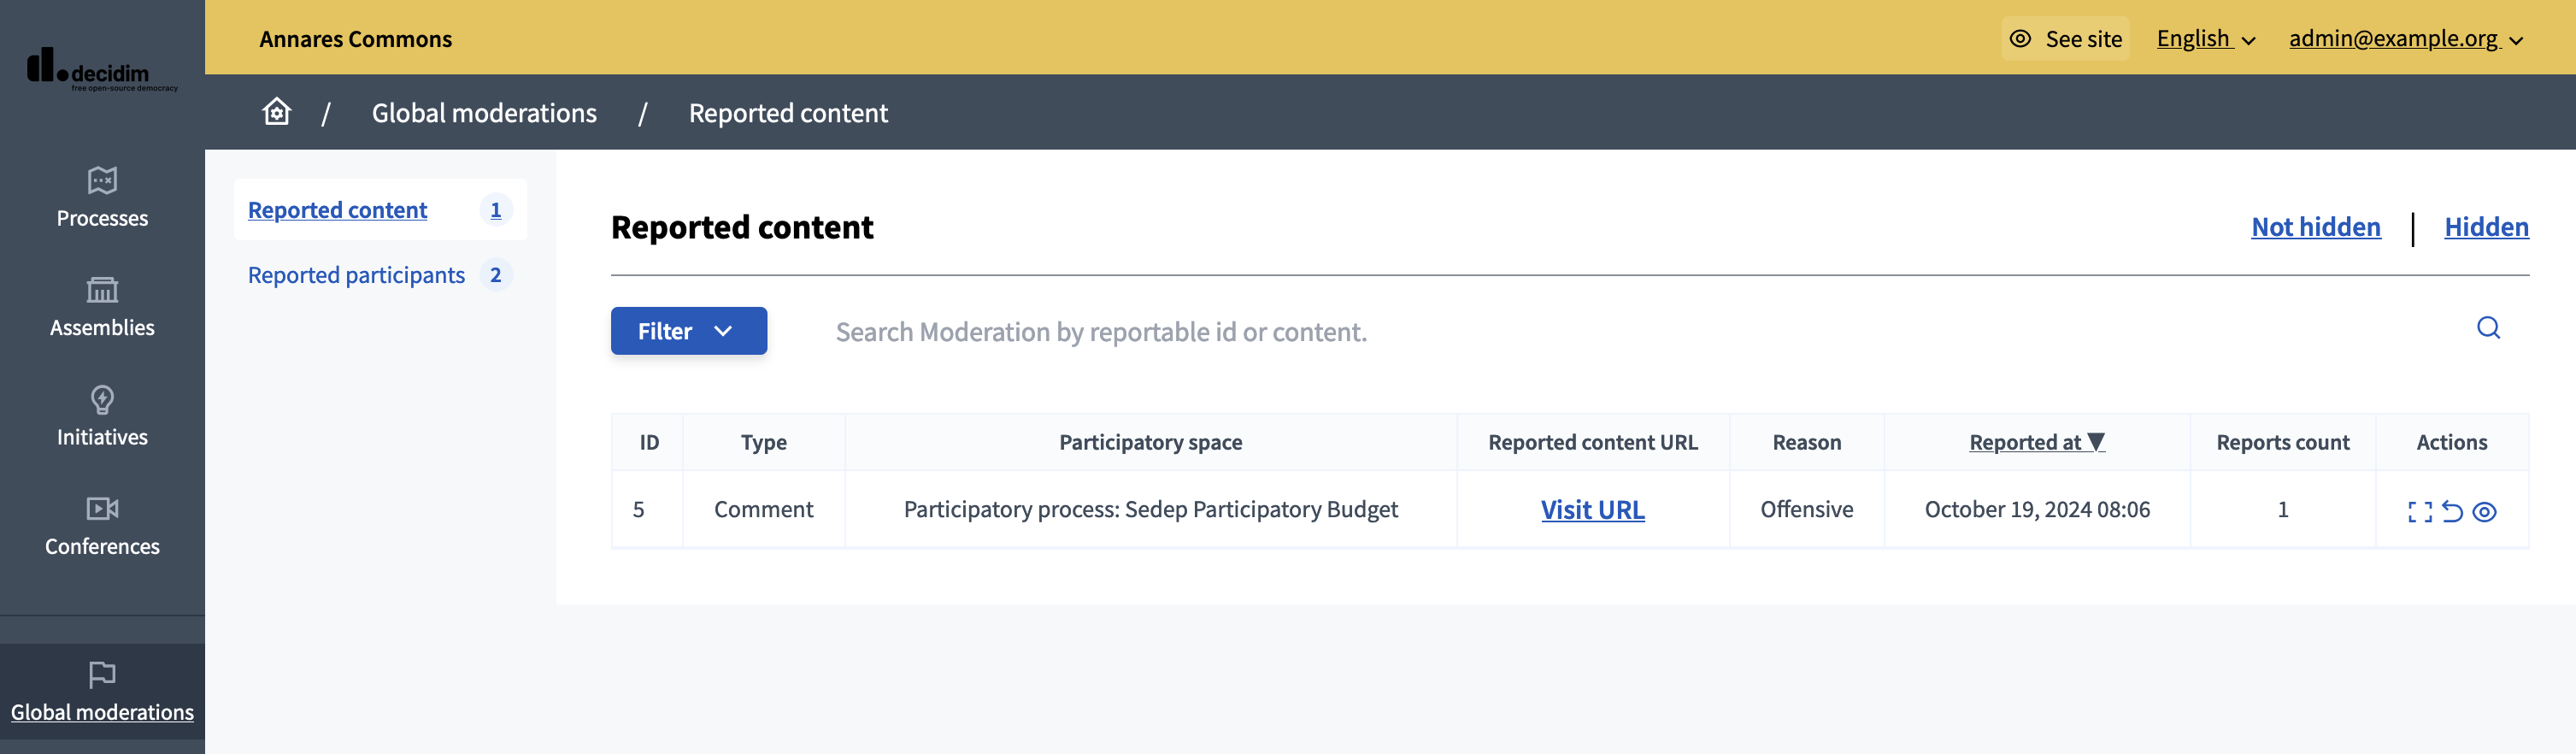 decidim
free open-source democracy
Annares Commons
See site
English
admin@example.org
/ Global moderations / Reported content
Processes
Assemblies
Initiatives
Conferences
Global moderations
Reported content 1
Reported participants 2
Reported content
Not hidden | Hidden
Filter
Search Moderation by reportable id or content.
ID Type Participatory space Reported content URL Reason Reported at ▼ Reports count Actions
5 Comment Participatory process: Sedep Participatory Budget Visit URL Offensive October 19, 2024 08:06 1